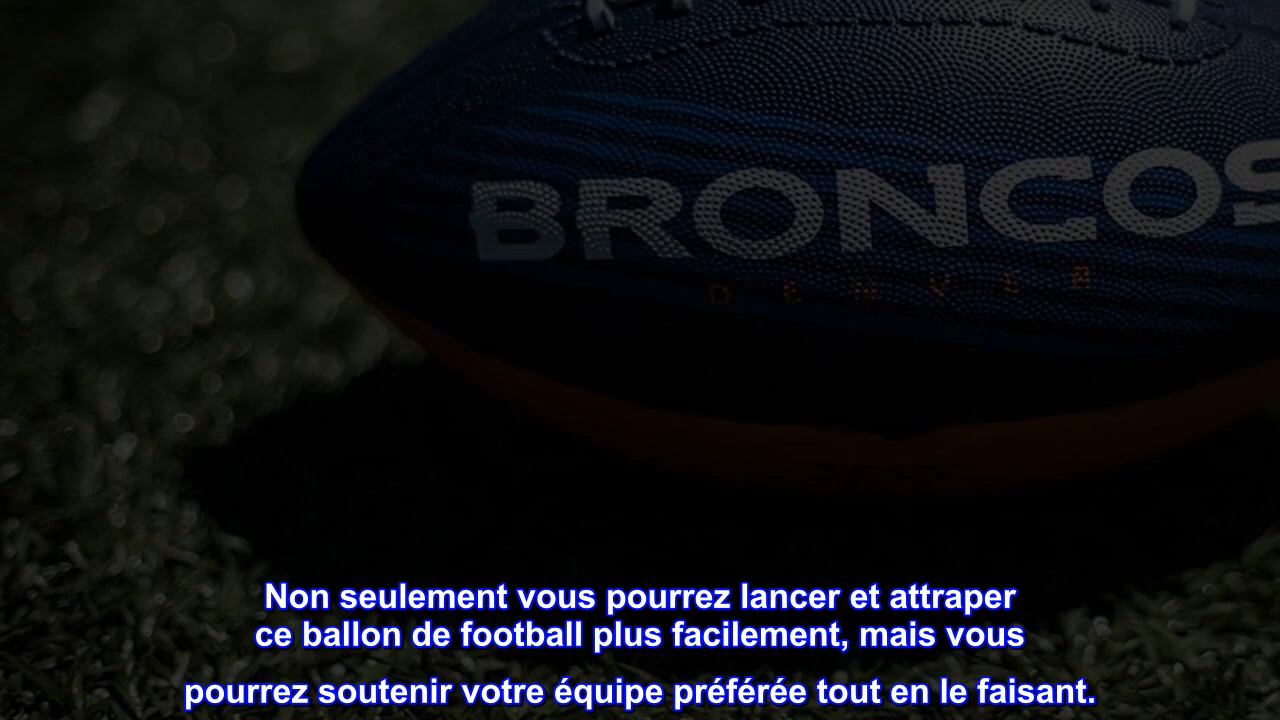 BRONCOS
DENVER
Non seulement vous pourrez lancer et attraper
ce ballon de football plus facilement, mais vous
pourrez soutenir votre équipe préférée tout en le faisant.